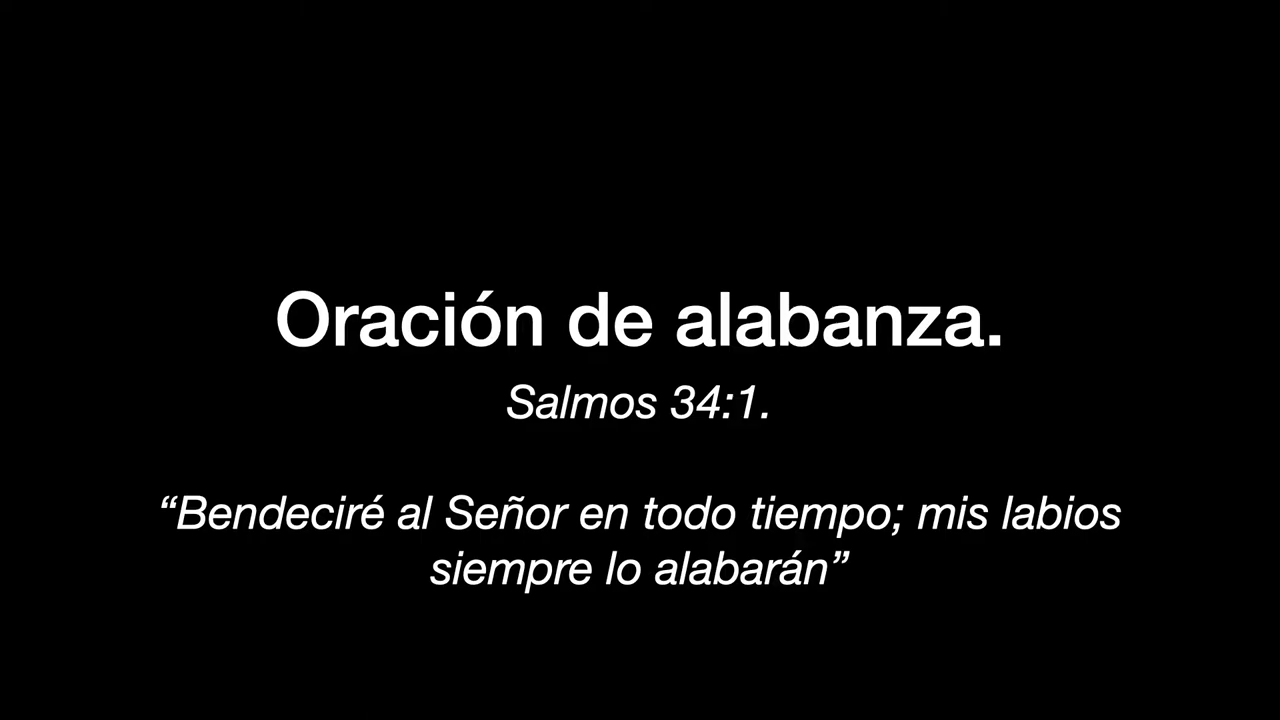 Oración de alabanza.
Salmos 34:1.
“Bendeciré al Señor en todo tiempo; mis labios
siempre lo alabarán”